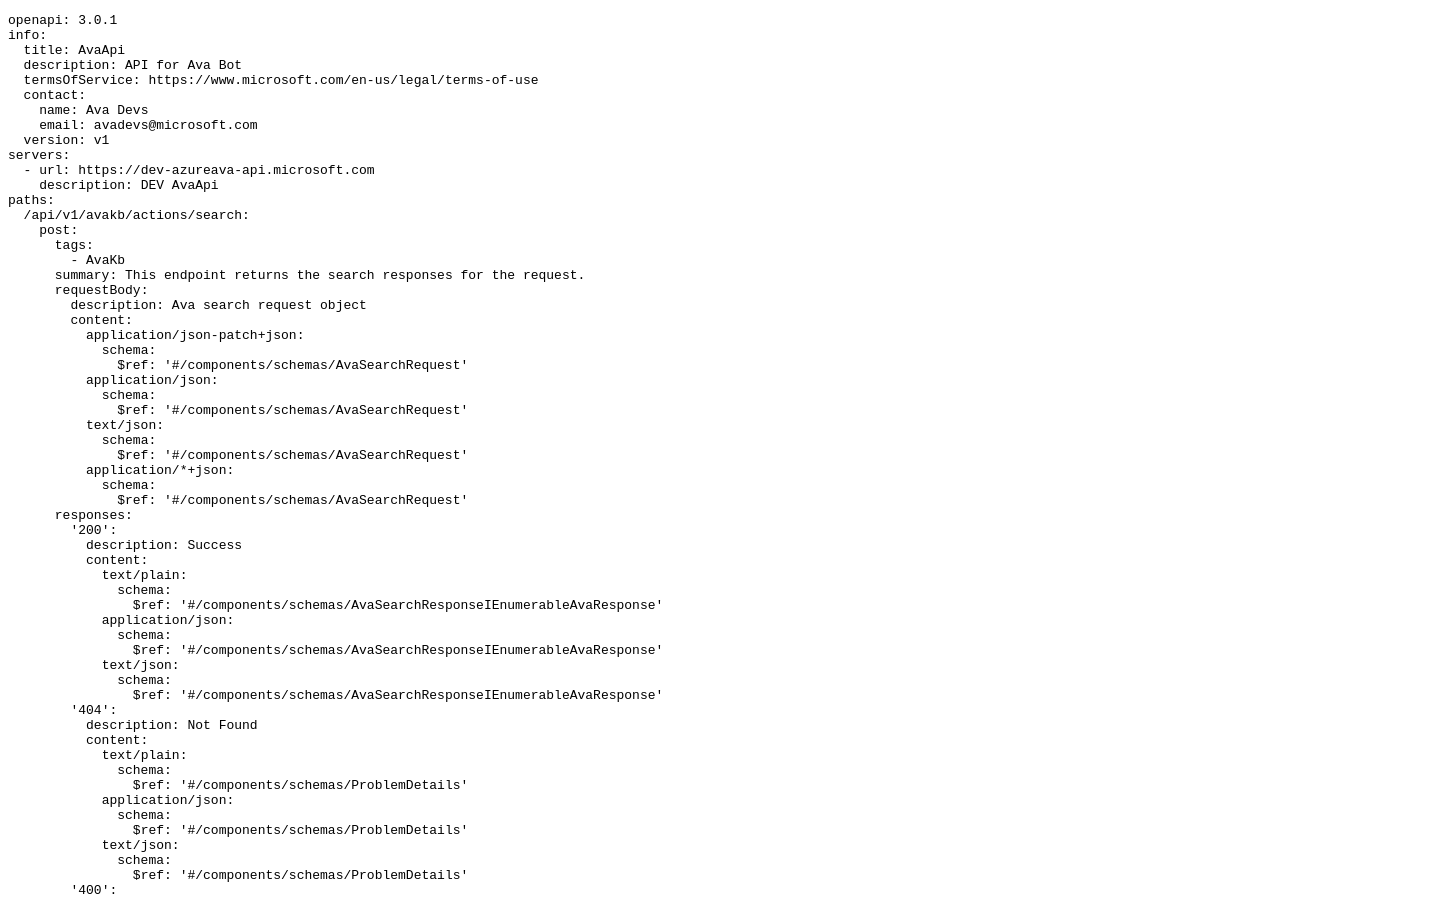 openapi: 3.0.1
info:
  title: AvaApi
  description: API for Ava Bot
  termsOfService: https://www.microsoft.com/en-us/legal/terms-of-use
  contact:
    name: Ava Devs
    email: avadevs@microsoft.com
  version: v1
servers:
  - url: https://dev-azureava-api.microsoft.com
    description: DEV AvaApi
paths:
  /api/v1/avakb/actions/search:
    post:
      tags:
        - AvaKb
      summary: This endpoint returns the search responses for the request.
      requestBody:
        description: Ava search request object
        content:
          application/json-patch+json:
            schema:
              $ref: '#/components/schemas/AvaSearchRequest'
          application/json:
            schema:
              $ref: '#/components/schemas/AvaSearchRequest'
          text/json:
            schema:
              $ref: '#/components/schemas/AvaSearchRequest'
          application/*+json:
            schema:
              $ref: '#/components/schemas/AvaSearchRequest'
      responses:
        '200':
          description: Success
          content:
            text/plain:
              schema:
                $ref: '#/components/schemas/AvaSearchResponseIEnumerableAvaResponse'
            application/json:
              schema:
                $ref: '#/components/schemas/AvaSearchResponseIEnumerableAvaResponse'
            text/json:
              schema:
                $ref: '#/components/schemas/AvaSearchResponseIEnumerableAvaResponse'
        '404':
          description: Not Found
          content:
            text/plain:
              schema:
                $ref: '#/components/schemas/ProblemDetails'
            application/json:
              schema:
                $ref: '#/components/schemas/ProblemDetails'
            text/json:
              schema:
                $ref: '#/components/schemas/ProblemDetails'
        '400':